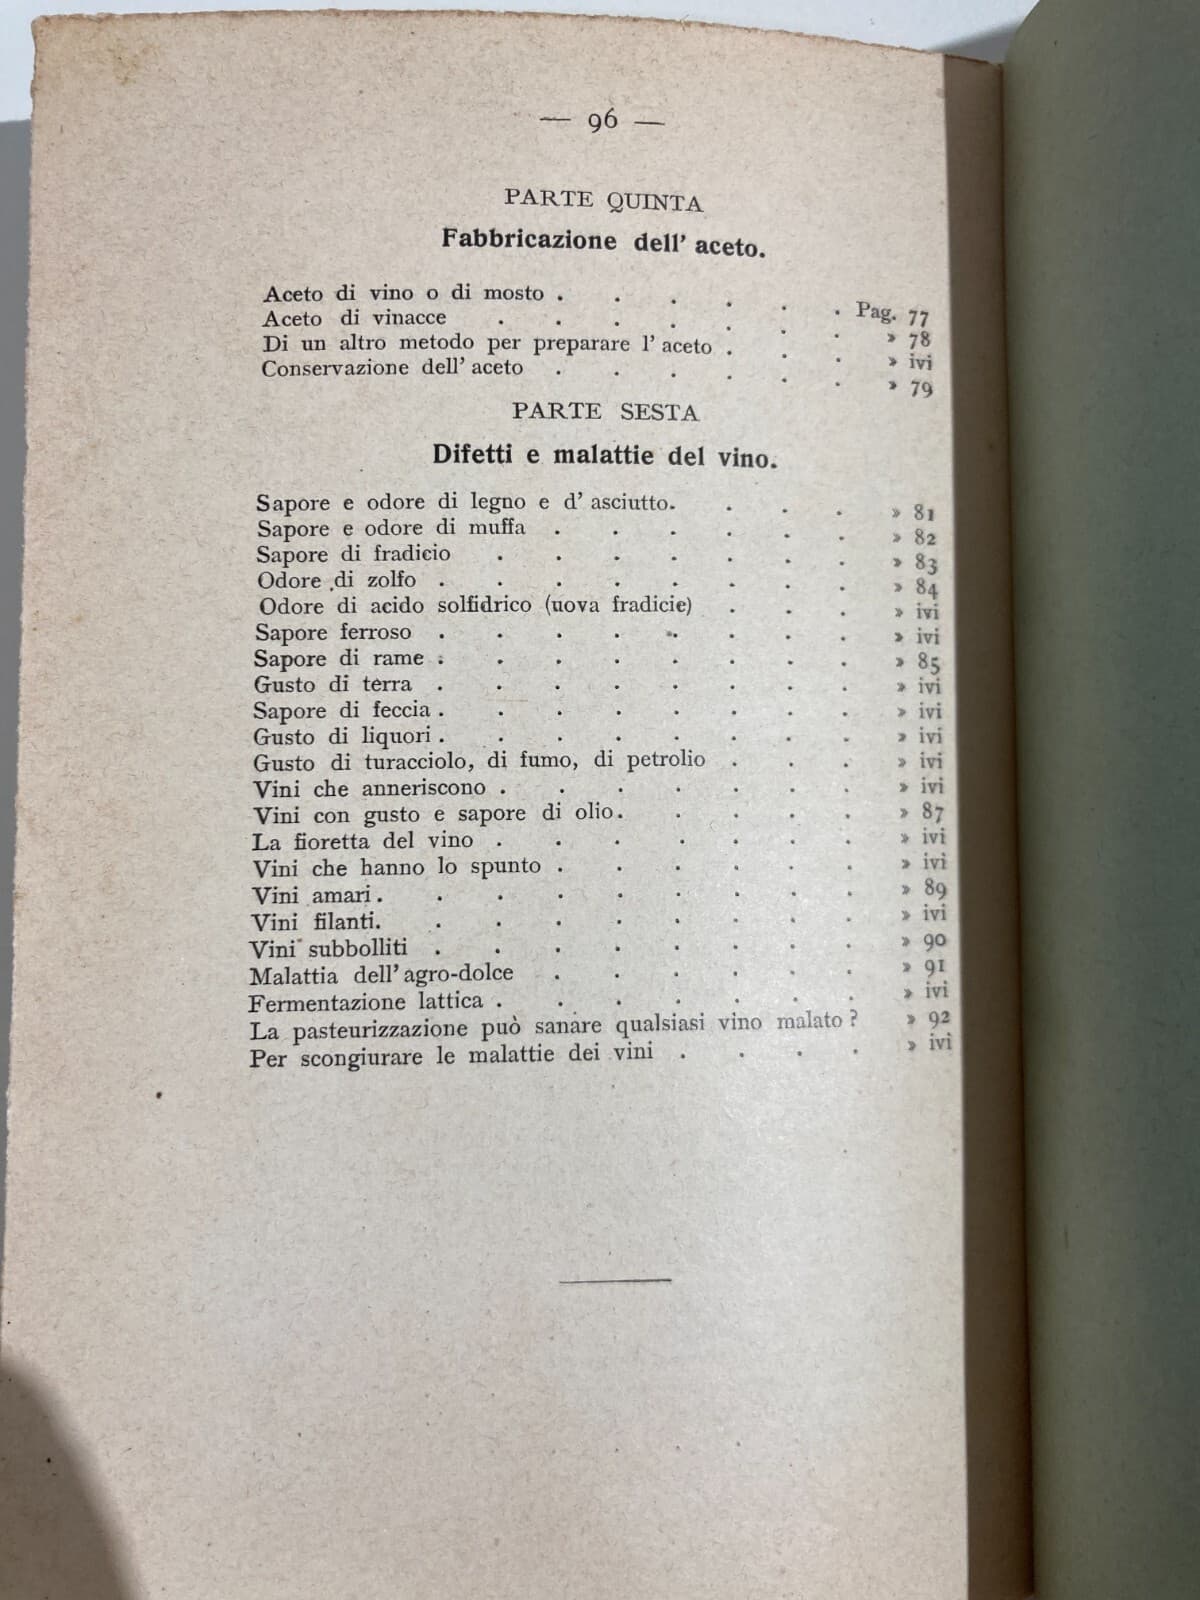 — 96 —
PARTE QUINTA
Fabbricazione dell' aceto.
Aceto di vino o di mosto . . . . . . Pag. 77
Aceto di vinacce . . . . . . . » 78
Di un altro metodo per preparare l' aceto . . . » ivi
Conservazione dell' aceto . . . . . . » 79
PARTE SESTA
Difetti e malattie del vino.
Sapore e odore di legno e d' asciutto. . . . » 81
Sapore e odore di muffa . . . . . . » 82
Sapore di fradicio . . . . . . . » 83
Odore di zolfo . . . . . . . . » 84
Odore di acido solfidrico (uova fradicie) . . . » ivi
Sapore ferroso . . . . . . . . » ivi
Sapore di rame . . . . . . . . » 85
Gusto di terra . . . . . . . . » ivi
Sapore di feccia . . . . . . . . » ivi
Gusto di liquori . . . . . . . . » ivi
Gusto di turacciolo, di fumo, di petrolio . . . » ivi
Vini che anneriscono . . . . . . . » ivi
Vini con gusto e sapore di olio. . . . . » 87
La fioretta del vino . . . . . . . » ivi
Vini che hanno lo spunto . . . . . . » ivi
Vini amari. . . . . . . . . » 89
Vini filanti. . . . . . . . . » ivi
Vini subbolliti . . . . . . . . » 90
Malattia dell' agro-dolce . . . . . . » 91
Fermentazione lattica . . . . . . . » ivi
La pasteurizzazione può sanare qualsiasi vino malato ? » 92
Per scongiurare le malattie dei vini . . . . » ivi